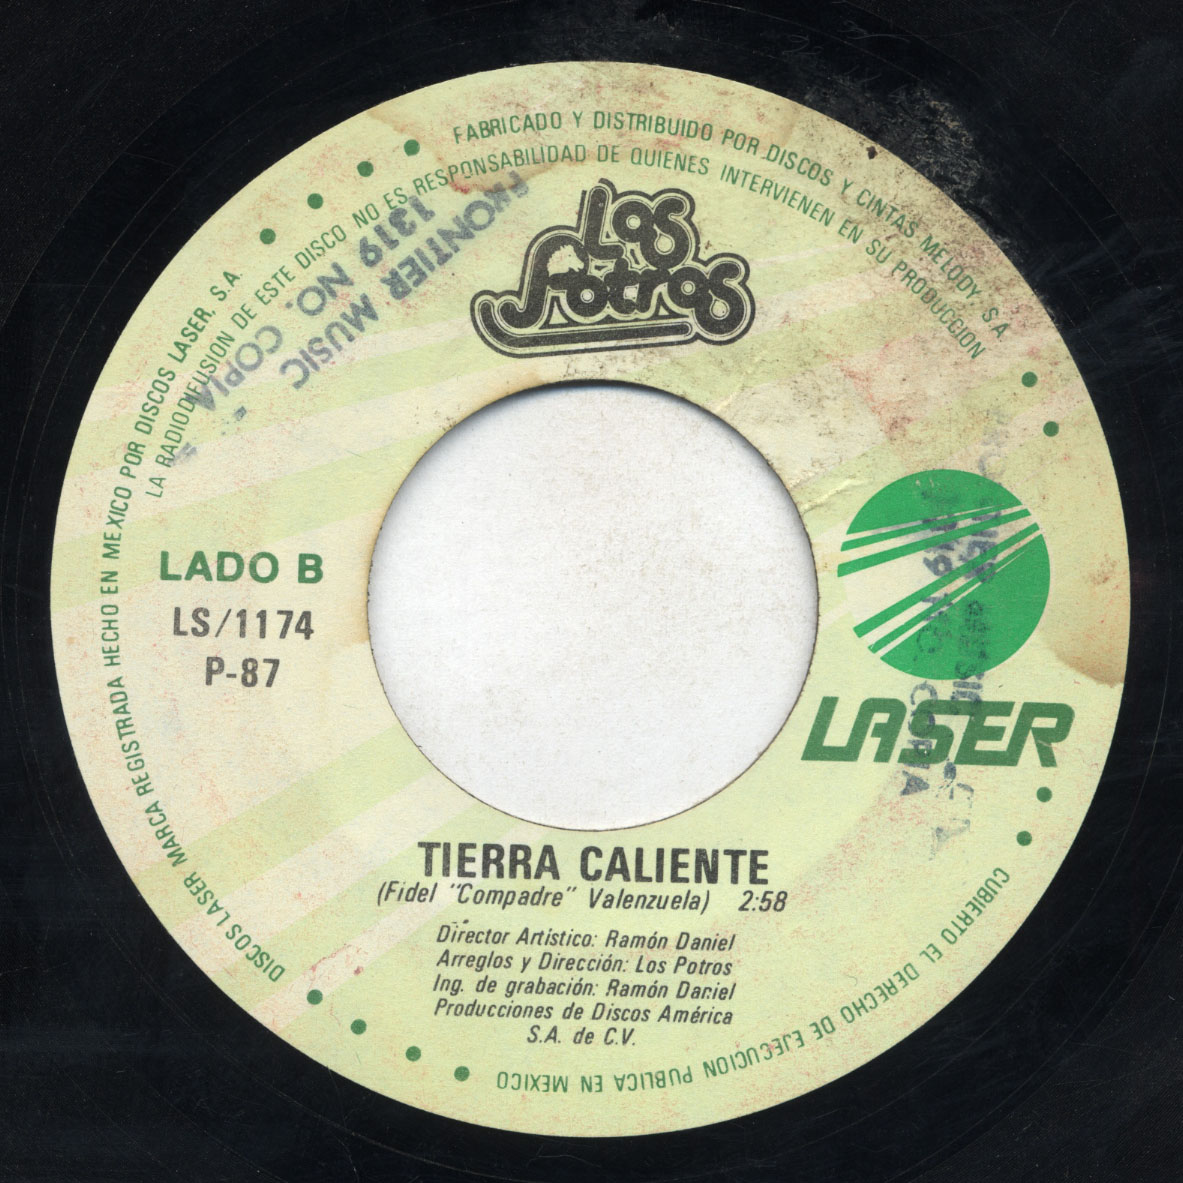 FABRICADO Y DISTRIBUIDO POR DISCOS Y CINTAS MELODY, S.A.
LA RADIODIFUSION DE ESTE DISCO NO ES RESPONSABILIDAD DE QUIENES INTERVIENEN EN SU PRODUCCION
Los
Potros
FRONTIER MUSIC
1319 NO.
COPIA
DISCOS LASER MARCA REGISTRADA HECHO EN MEXICO POR DISCOS LASER, S.A.
LADO B
LS/1174
P-87
LASER
TIERRA CALIENTE
(Fidel "Compadre" Valenzuela) 2:58
Director Artístico: Ramón Daniel
Arreglos y Dirección: Los Potros
Ing. de grabación: Ramón Daniel
Producciones de Discos América
S.A. de C.V.
CUBIERTO EL DERECHO DE EJECUCION PUBLICA EN MEXICO